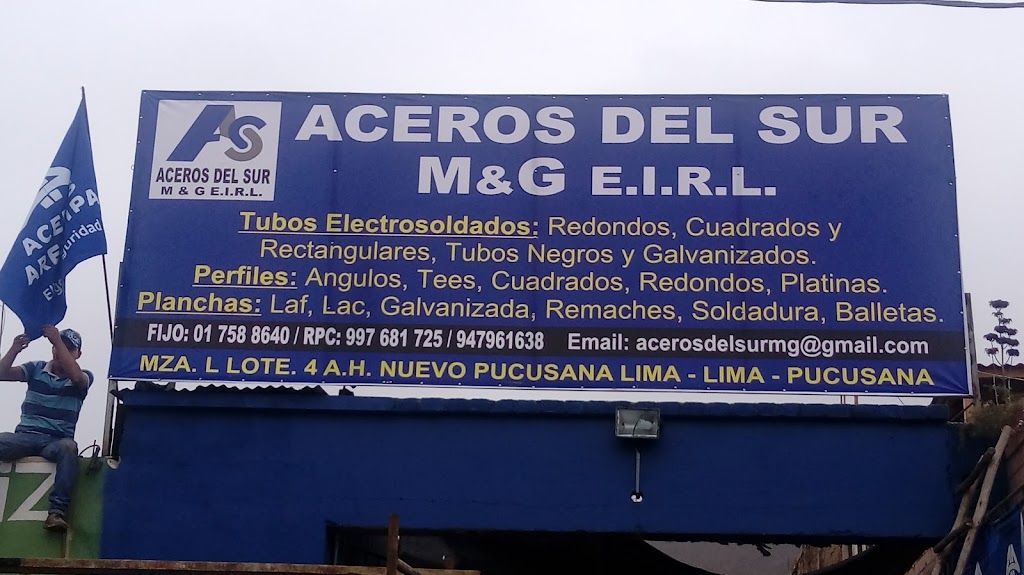 AS
ACEROS DEL SUR
M & G E.I.R.L.
ACEROS DEL SUR
M&G E.I.R.L.
Tubos Electrosoldados: Redondos, Cuadrados y
Rectangulares, Tubos Negros y Galvanizados.
Perfiles: Angulos, Tees, Cuadrados, Redondos, Platinas.
Planchas: Laf, Lac, Galvanizada, Remaches, Soldadura, Balletas.
FIJO: 01 758 8640 / RPC: 997 681 725 / 947961638 Email: acerosdelsurmg@gmail.com
MZA. L LOTE. 4 A.H. NUEVO PUCUSANA LIMA - LIMA - PUCUSANA